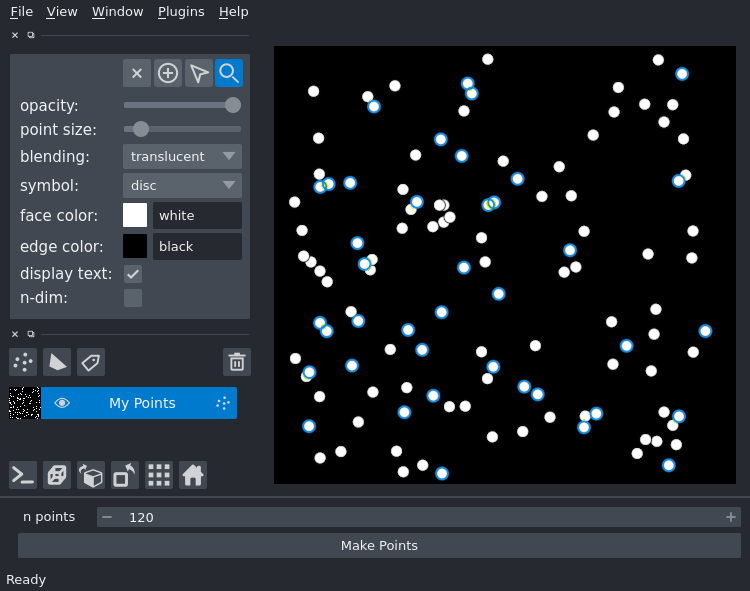 File View Window Plugins Help
opacity:
point size:
blending: translucent
symbol: disc
face color: white
edge color: black
display text:
n-dim:
My Points
n points 120
Make Points
Ready